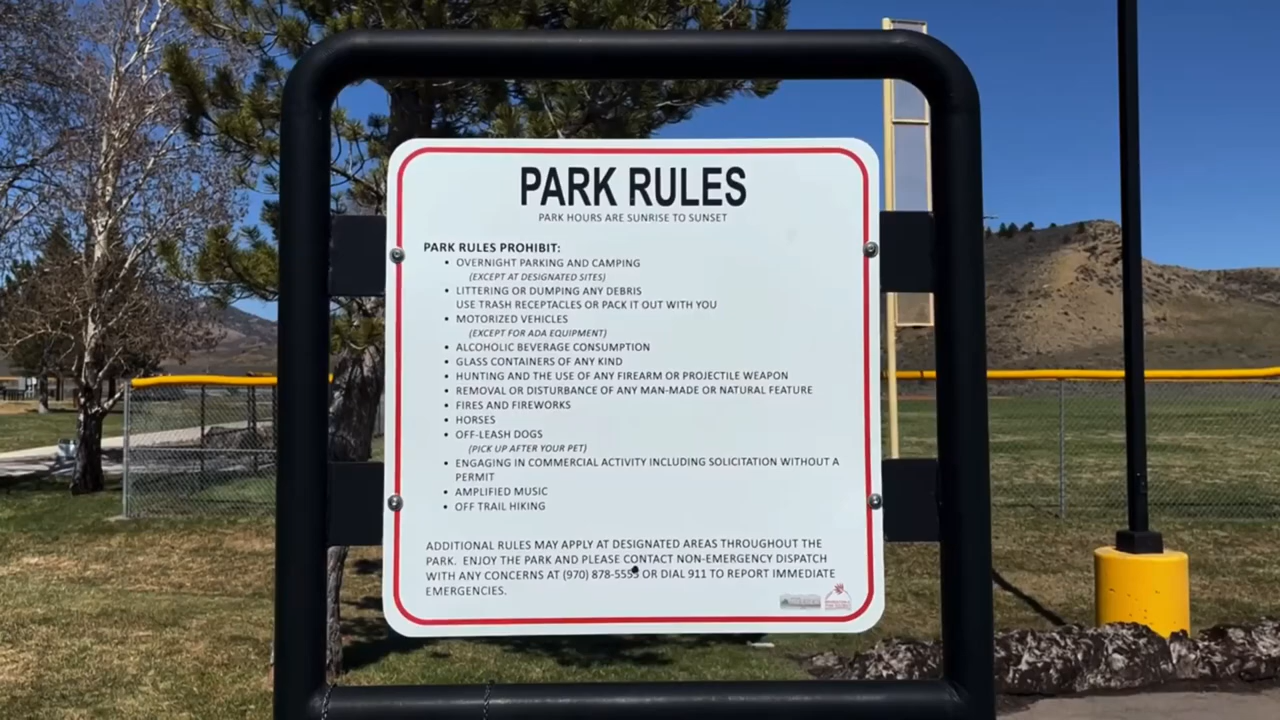 PARK RULES
PARK HOURS ARE SUNRISE TO SUNSET
PARK RULES PROHIBIT:
• OVERNIGHT PARKING AND CAMPING
(EXCEPT AT DESIGNATED SITES)
• LITTERING OR DUMPING ANY DEBRIS
USE TRASH RECEPTACLES OR PACK IT OUT WITH YOU
• MOTORIZED VEHICLES
(EXCEPT FOR ADA EQUIPMENT)
• ALCOHOLIC BEVERAGE CONSUMPTION
• GLASS CONTAINERS OF ANY KIND
• HUNTING AND THE USE OF ANY FIREARM OR PROJECTILE WEAPON
• REMOVAL OR DISTURBANCE OF ANY MAN-MADE OR NATURAL FEATURE
• FIRES AND FIREWORKS
• HORSES
• OFF-LEASH DOGS
(PICK UP AFTER YOUR PET)
• ENGAGING IN COMMERCIAL ACTIVITY INCLUDING SOLICITATION WITHOUT A
PERMIT
• AMPLIFIED MUSIC
• OFF TRAIL HIKING
ADDITIONAL RULES MAY APPLY AT DESIGNATED AREAS THROUGHOUT THE
PARK. ENJOY THE PARK AND PLEASE CONTACT NON-EMERGENCY DISPATCH
WITH ANY CONCERNS AT (970) 878-5555 OR DIAL 911 TO REPORT IMMEDIATE
EMERGENCIES.